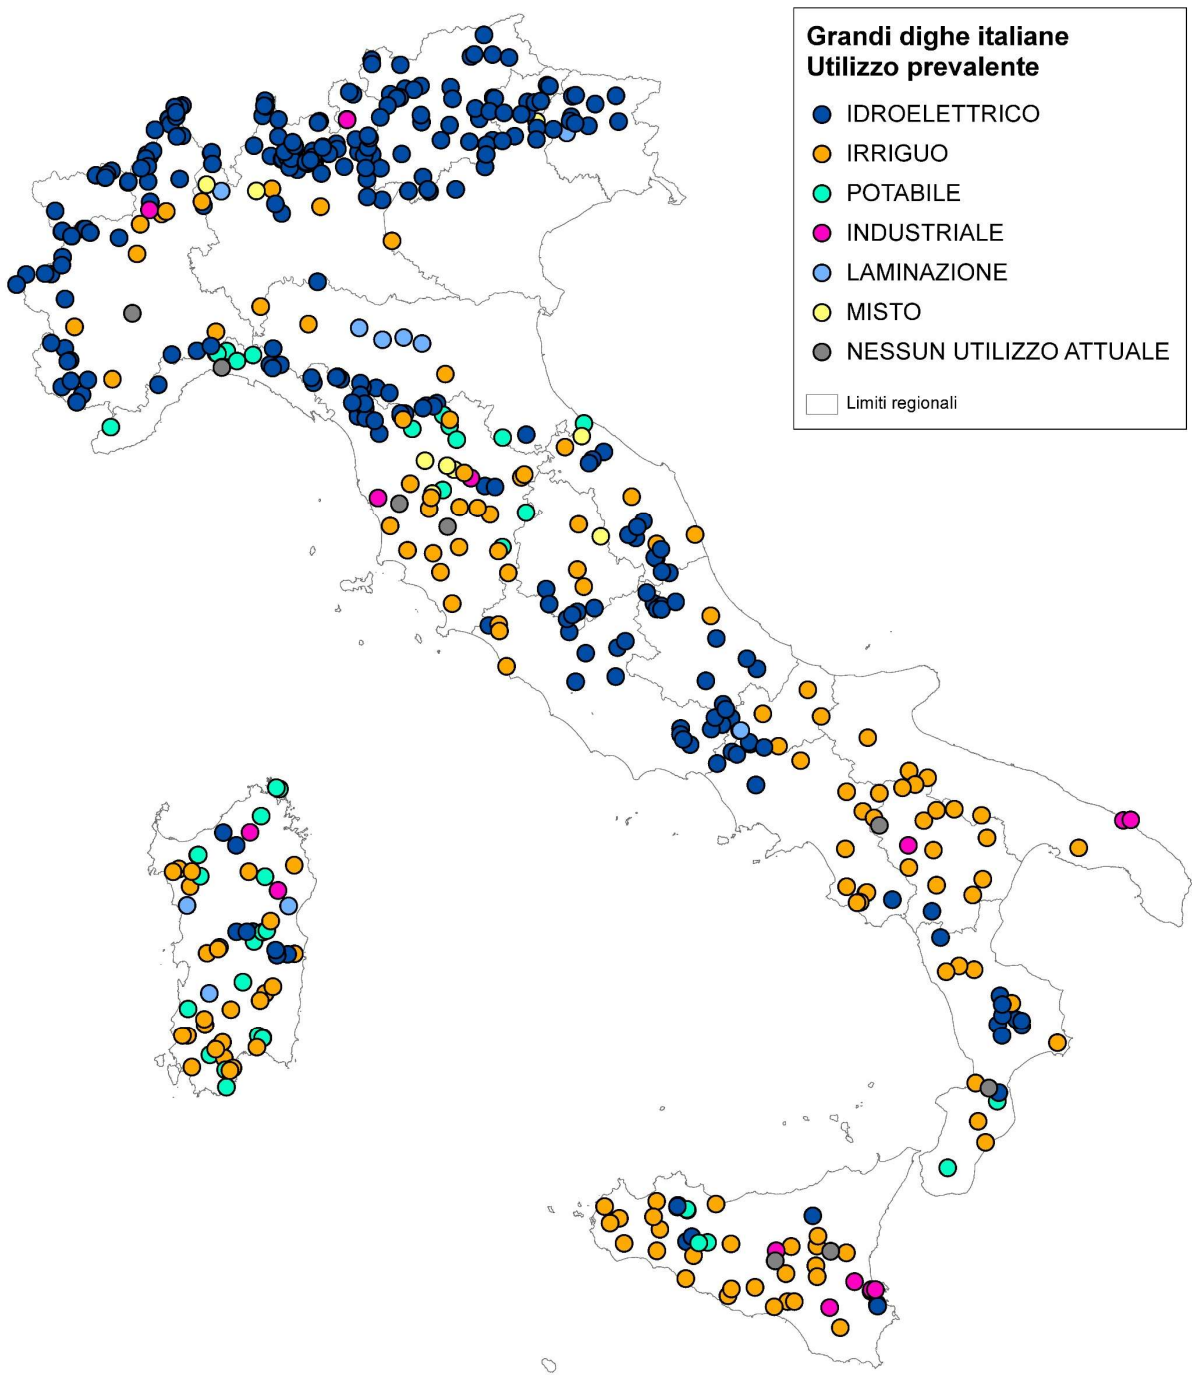 Grandi dighe italiane
Utilizzo prevalente
IDROELETTRICO
IRRIGUO
POTABILE
INDUSTRIALE
LAMINAZIONE
MISTO
NESSUN UTILIZZO ATTUALE
Limiti regionali